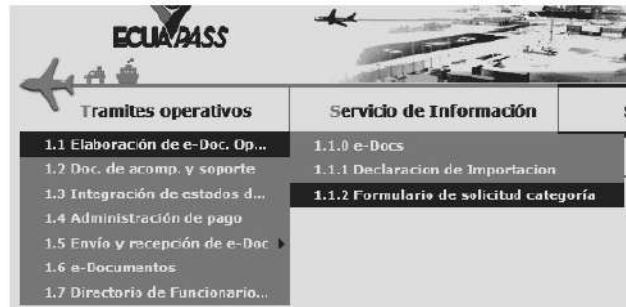 ECUAPASS
Tramites operativos
Servicio de Información
1.1 Elaboración de e-Doc. Op...
1.2 Doc. de acomp. y soporte
1.3 Integración de estados d...
1.4 Administración de pago
1.5 Envío y recepción de e-Doc
1.6 e-Documentos
1.7 Directorio de Funcionario...
1.1.0 e-Docs
1.1.1 Declaracion de Importacion
1.1.2 Formulario de solicitud categoría